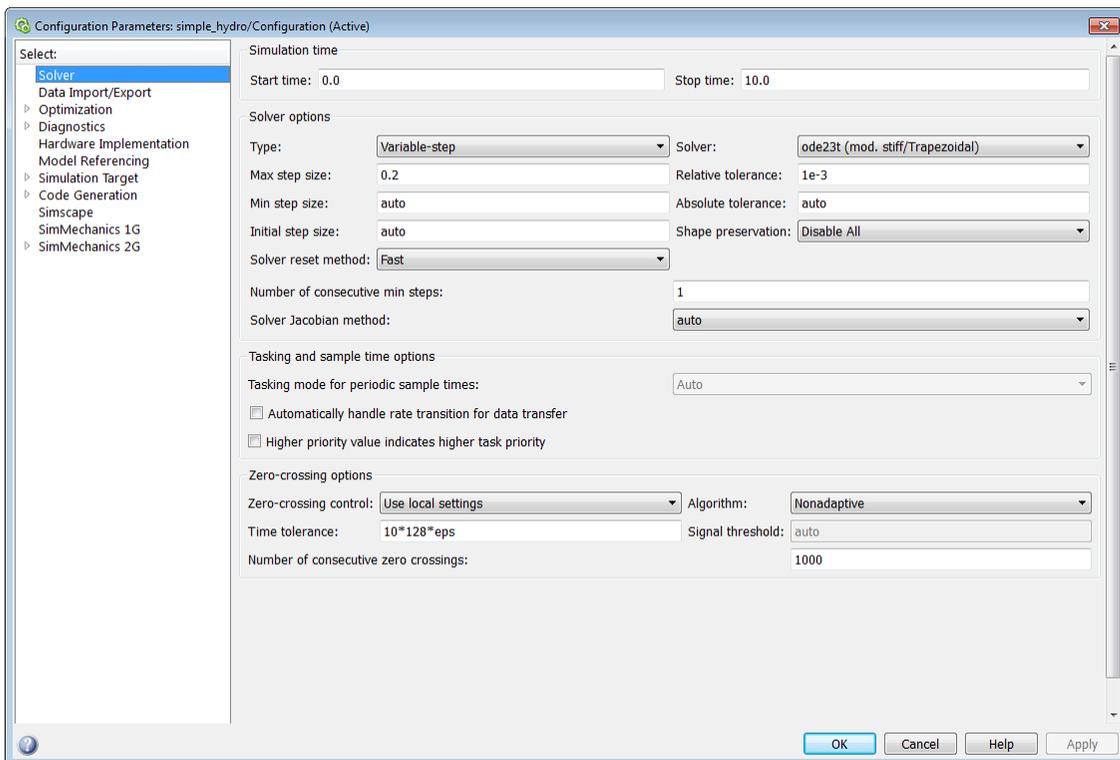 Configuration Parameters: simple_hydro/Configuration (Active)
Select:
Solver
Data Import/Export
Optimization
Diagnostics
Hardware Implementation
Model Referencing
Simulation Target
Code Generation
Simscape
SimMechanics 1G
SimMechanics 2G
Simulation time
Start time: 0.0 Stop time: 10.0
Solver options
Type: Variable-step Solver: ode23t (mod. stiff/Trapezoidal)
Max step size: 0.2 Relative tolerance: 1e-3
Min step size: auto Absolute tolerance: auto
Initial step size: auto Shape preservation: Disable All
Solver reset method: Fast
Number of consecutive min steps: 1
Solver Jacobian method: auto
Tasking and sample time options
Tasking mode for periodic sample times: Auto
Automatically handle rate transition for data transfer
Higher priority value indicates higher task priority
Zero-crossing options
Zero-crossing control: Use local settings Algorithm: Nonadaptive
Time tolerance: 10*128*eps Signal threshold: auto
Number of consecutive zero crossings: 1000
OK Cancel Help Apply